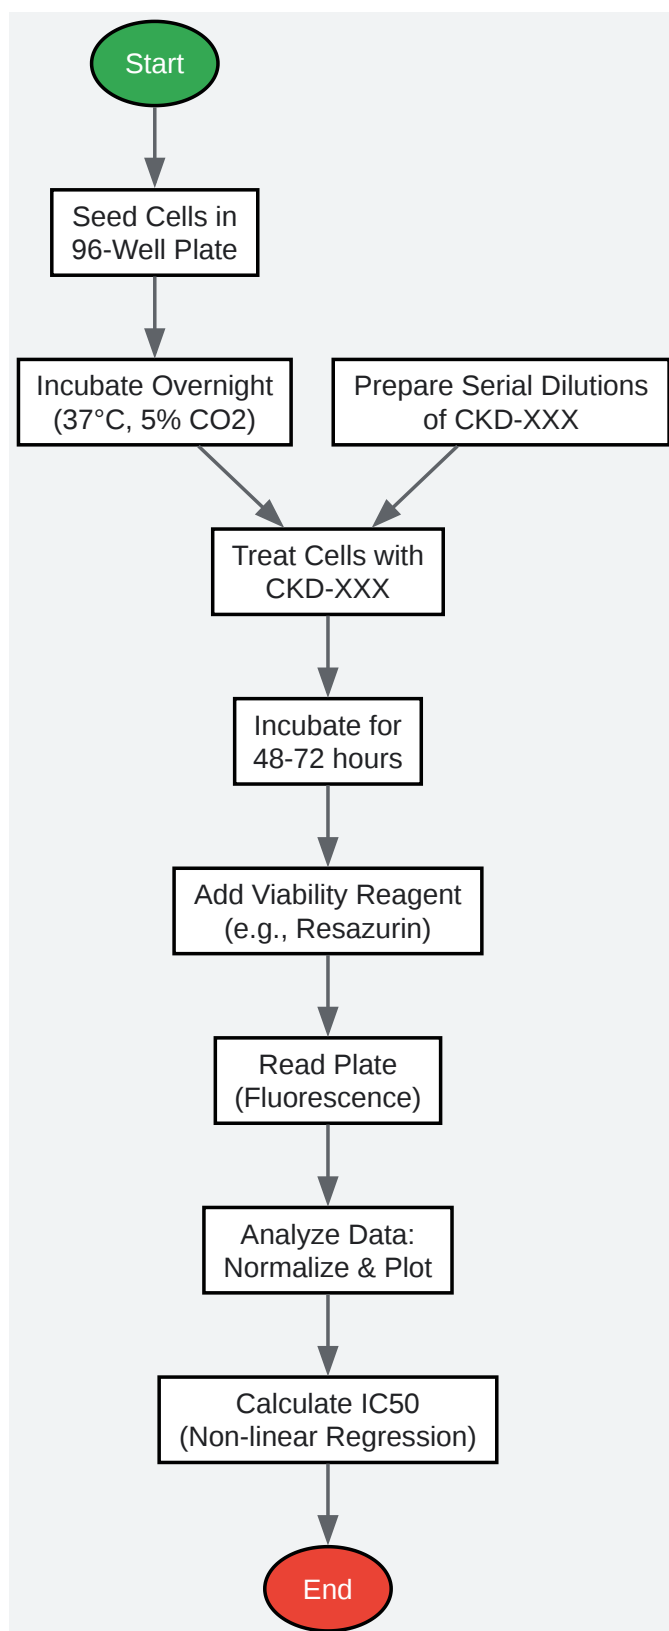 Start
Seed Cells in
96-Well Plate
Incubate Overnight
(37°C, 5% CO2)
Prepare Serial Dilutions
of CKD-XXX
Treat Cells with
CKD-XXX
Incubate for
48-72 hours
Add Viability Reagent
(e.g., Resazurin)
Read Plate
(Fluorescence)
Analyze Data:
Normalize & Plot
Calculate IC50
(Non-linear Regression)
End